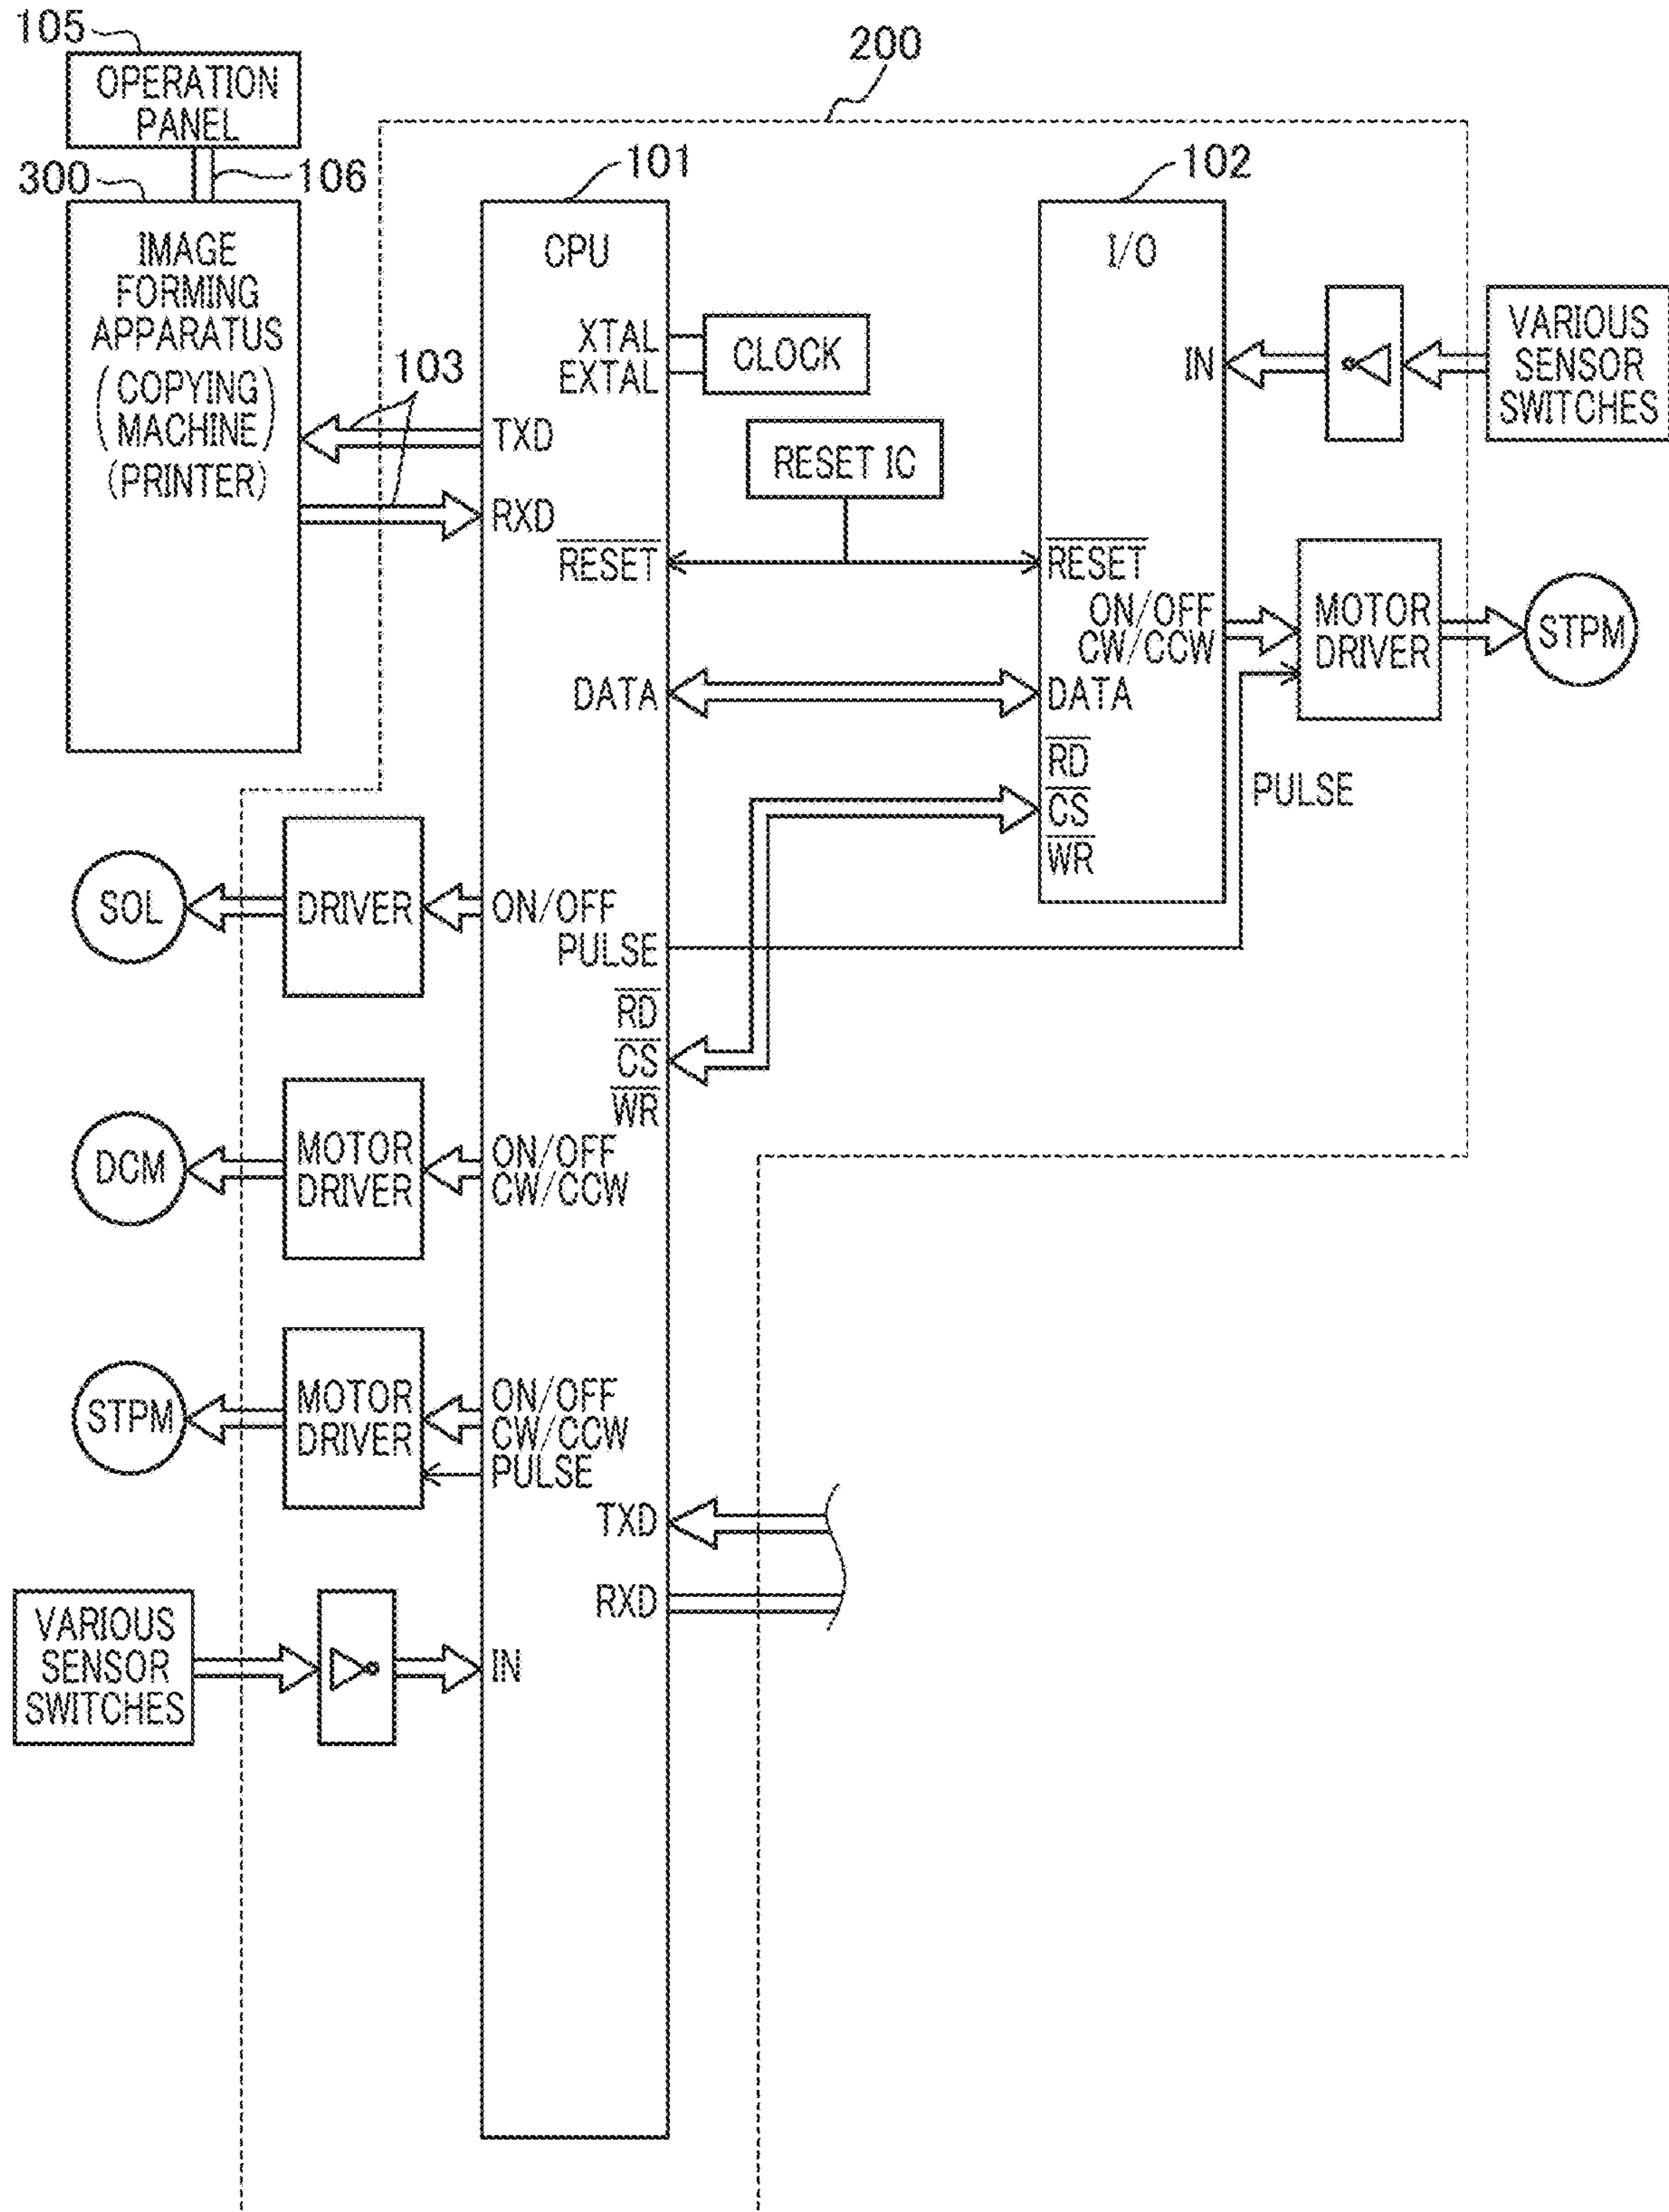 105
OPERATION
PANEL
106
300
IMAGE
FORMING
APPARATUS
(COPYING
MACHINE)
(PRINTER)
103
200
101
CPU
XTAL
EXTAL
CLOCK
TXD
RXD
RESET IC
RESET
DATA
102
I/O
IN
VARIOUS
SENSOR
SWITCHES
RESET
ON/OFF
CW/CCW
MOTOR
DRIVER
STPM
DATA
RD
CS
WR
PULSE
SOL
DRIVER
ON/OFF
PULSE
RD
CS
WR
DCM
MOTOR
DRIVER
ON/OFF
CW/CCW
STPM
MOTOR
DRIVER
ON/OFF
CW/CCW
PULSE
TXD
RXD
VARIOUS
SENSOR
SWITCHES
IN